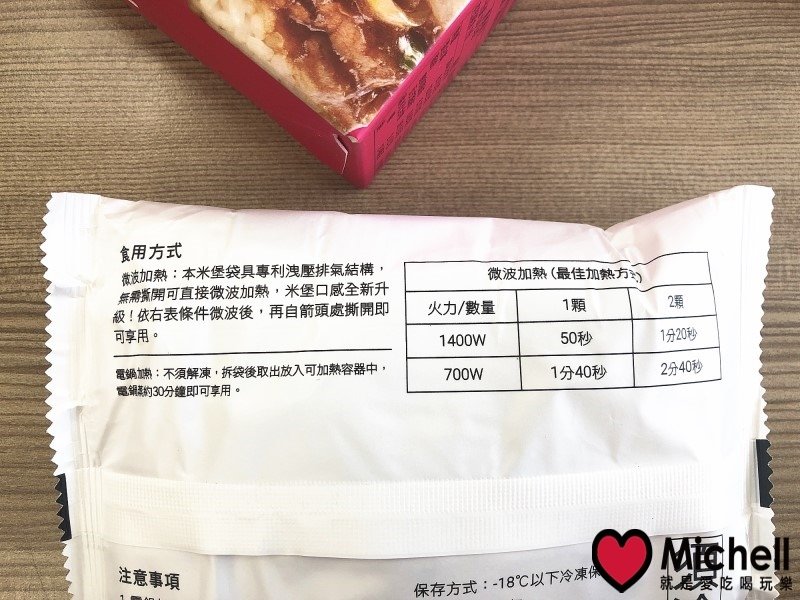 食用方式
微波加熱：本米堡袋具專利洩壓排氣結構，
無需撕開可直接微波加熱，米堡口感全新升
級！依右表條件微波後，再自箭頭處撕開即
可享用。
電鍋加熱：不須解凍，拆袋後取出放入可加熱容器中，
電鍋蒸約30分鐘即可享用。
微波加熱(最佳加熱方式)
火力/數量 1顆 2顆
1400W 50秒 1分20秒
700W 1分40秒 2分40秒
注意事項
保存方式：-18℃以下冷凍保
Michell
就是愛吃喝玩樂